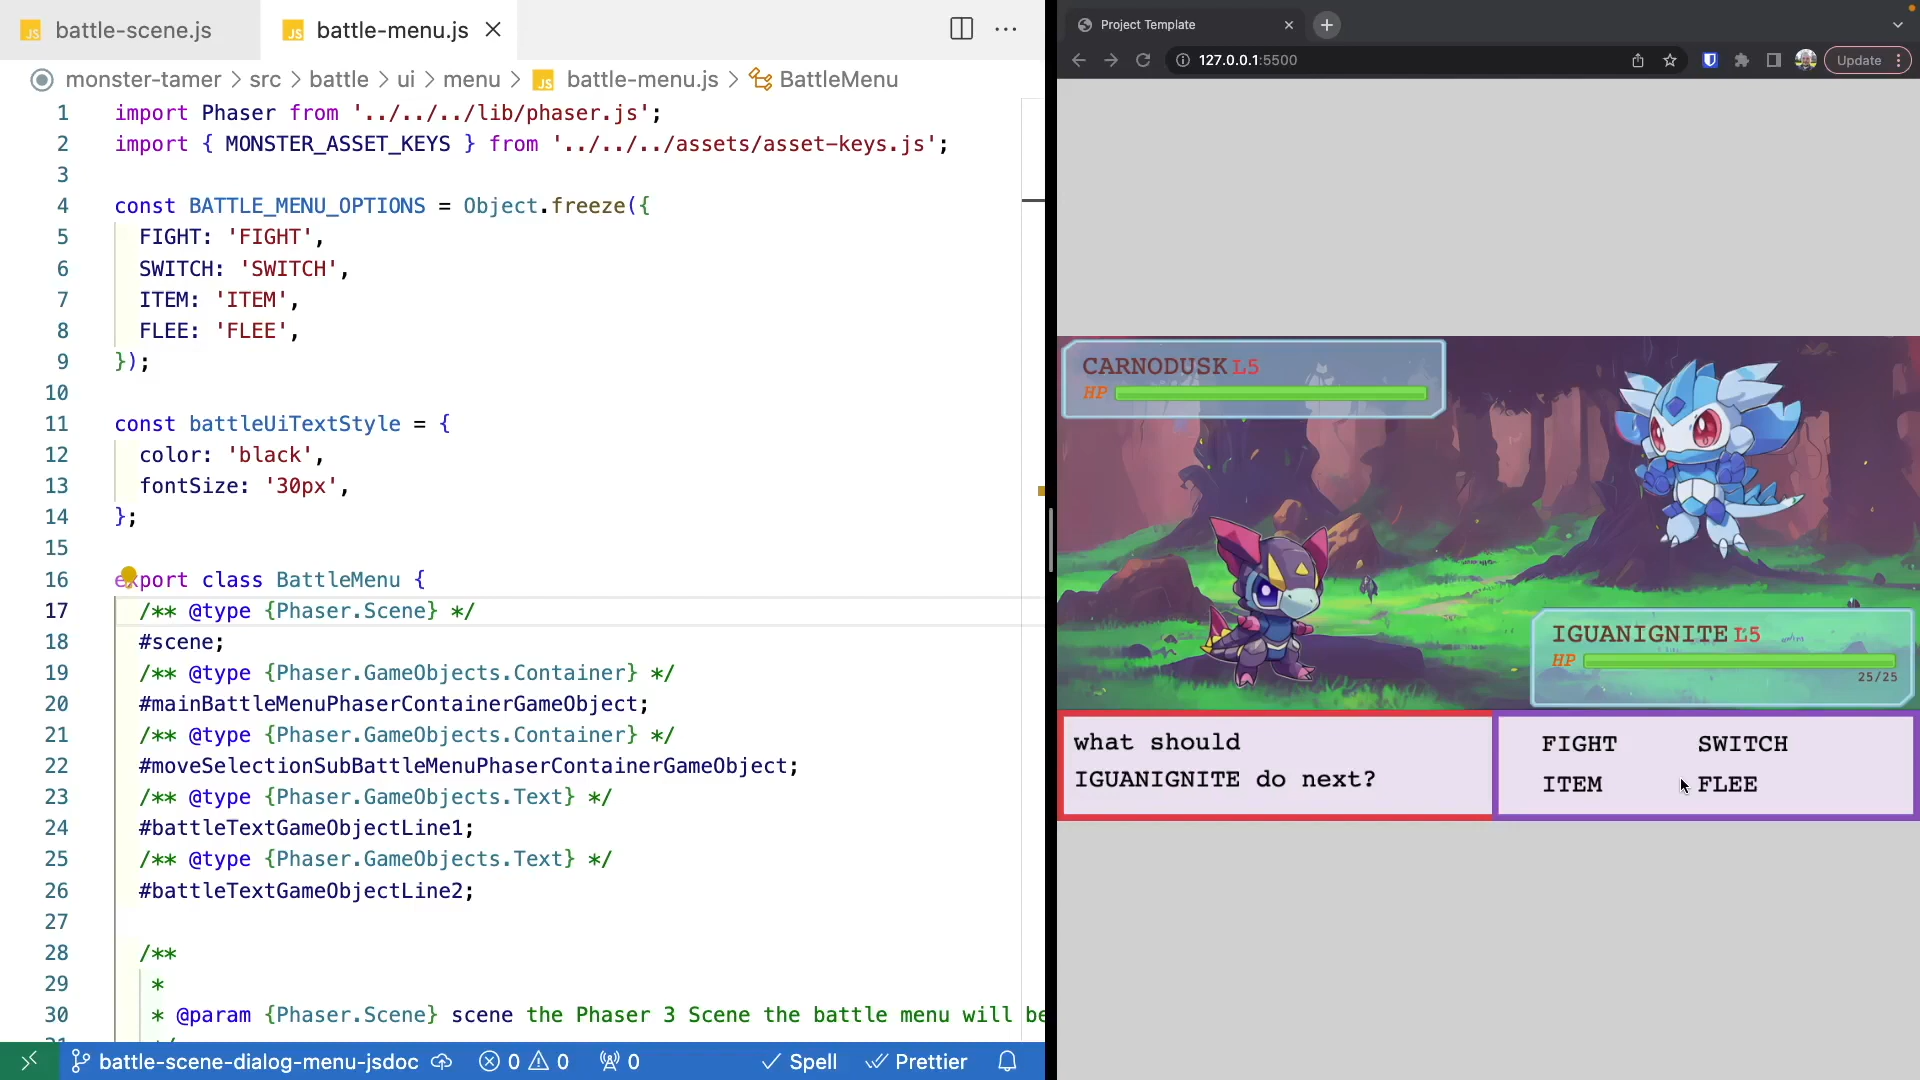 battle-scene.js
battle-menu.js
monster-tamer > src > battle > ui > menu > battle-menu.js > BattleMenu
1 import Phaser from '../../../lib/phaser.js';
2 import { MONSTER_ASSET_KEYS } from '../../../assets/asset-keys.js';
3
4 const BATTLE_MENU_OPTIONS = Object.freeze({
5 FIGHT: 'FIGHT',
6 SWITCH: 'SWITCH',
7 ITEM: 'ITEM',
8 FLEE: 'FLEE',
9 });
10
11 const battleUiTextStyle = {
12 color: 'black',
13 fontSize: '30px',
14 };
15
16 export class BattleMenu {
17 /** @type {Phaser.Scene} */
18 #scene;
19 /** @type {Phaser.GameObjects.Container} */
20 #mainBattleMenuPhaserContainerGameObject;
21 /** @type {Phaser.GameObjects.Container} */
22 #moveSelectionSubBattleMenuPhaserContainerGameObject;
23 /** @type {Phaser.GameObjects.Text} */
24 #battleTextGameObjectLine1;
25 /** @type {Phaser.GameObjects.Text} */
26 #battleTextGameObjectLine2;
27
28 /**
29 *
30 * @param {Phaser.Scene} scene the Phaser 3 Scene the battle menu will be
battle-scene-dialog-menu-jsdoc 0 0 0 Spell Prettier
Project Template
127.0.0.1:5500
Update
CARNODUSK L5
HP
IGUANIGNITE L5
HP
25/25
what should
IGUANIGNITE do next?
FIGHT SWITCH
ITEM FLEE